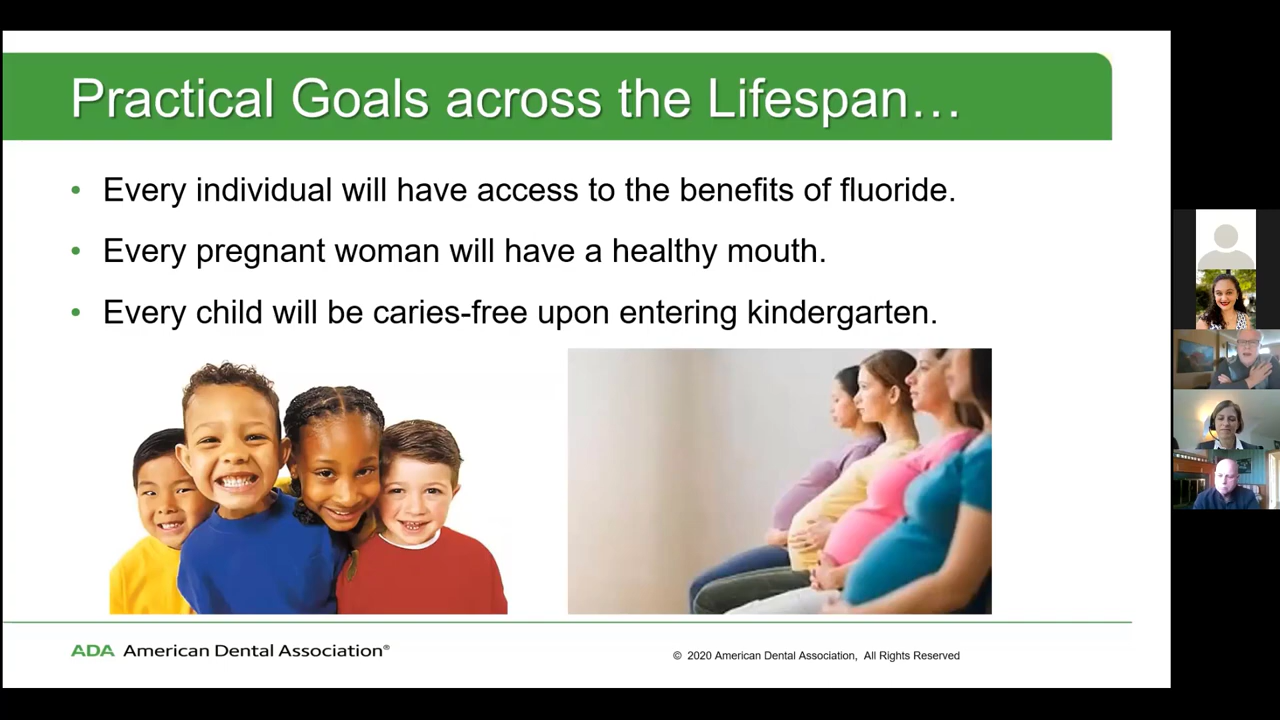 Practical Goals across the Lifespan…
• Every individual will have access to the benefits of fluoride.
• Every pregnant woman will have a healthy mouth.
• Every child will be caries-free upon entering kindergarten.
ADA American Dental Association®
© 2020 American Dental Association, All Rights Reserved